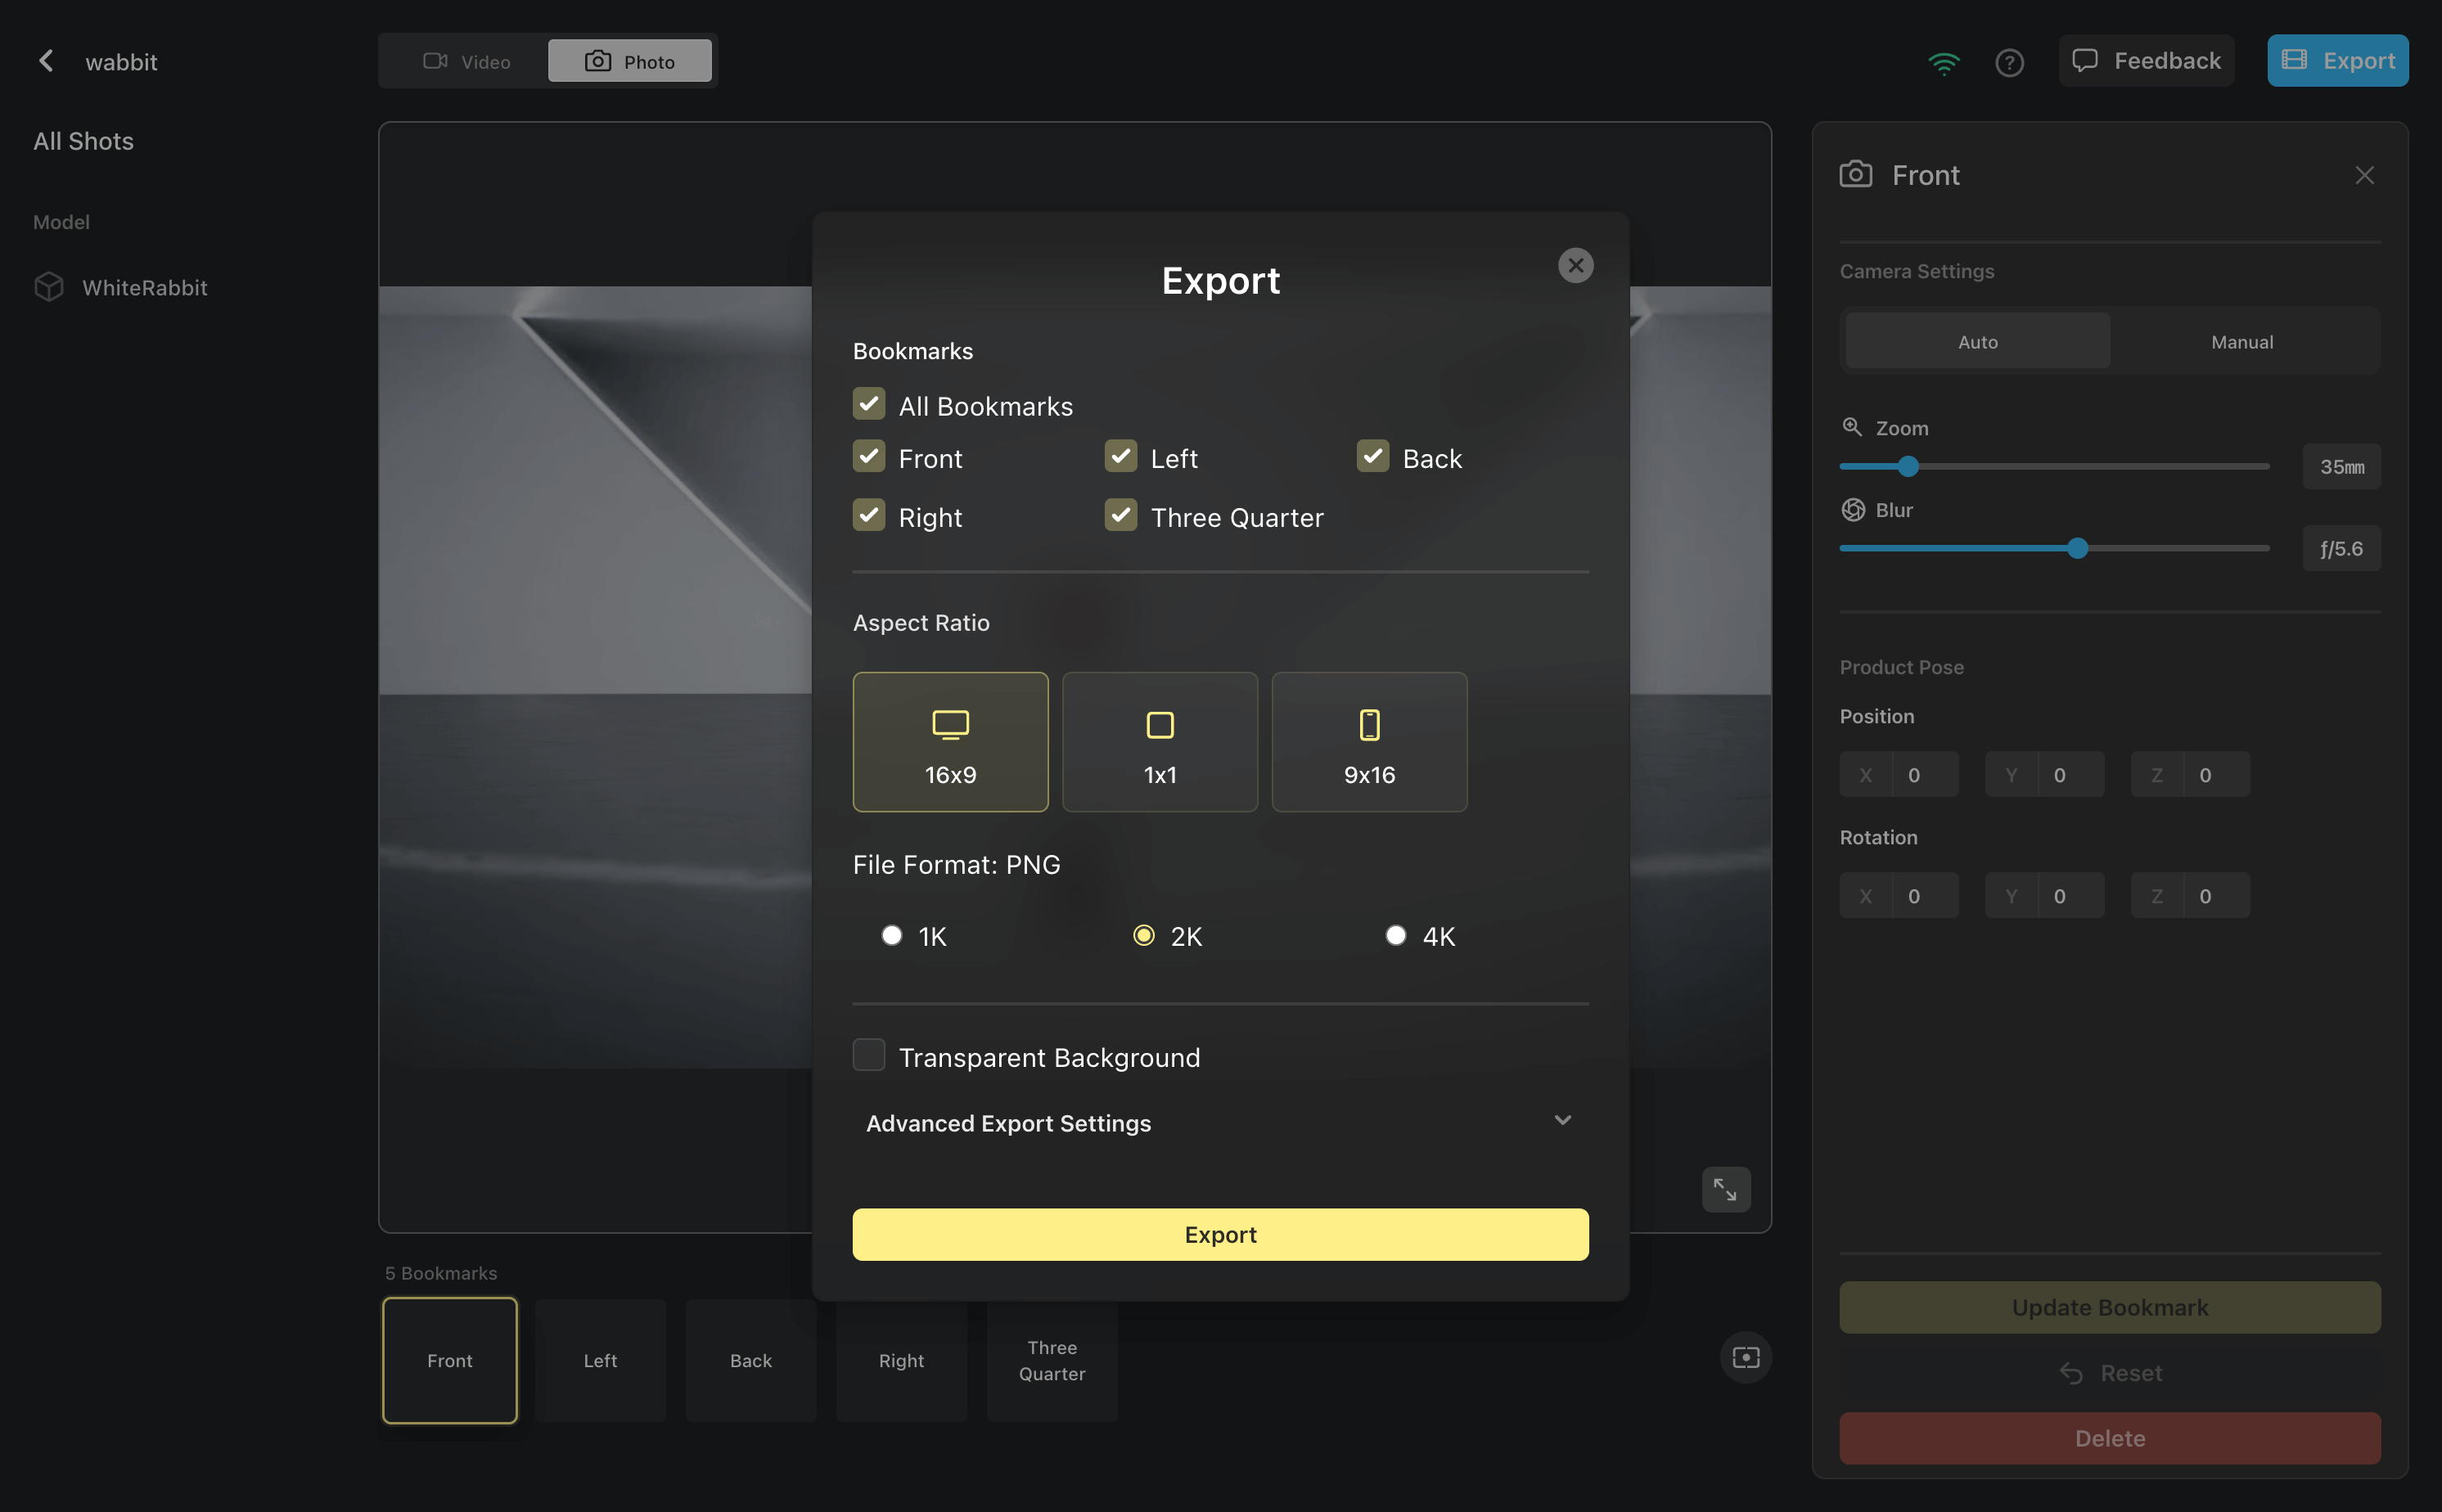 wabbit
Video
Photo
Feedback
Export
All Shots
Model
WhiteRabbit
Export
Bookmarks
All Bookmarks
Front
Left
Back
Right
Three Quarter
Aspect Ratio
16x9
1x1
9x16
File Format: PNG
1K
2K
4K
Transparent Background
Advanced Export Settings
Export
5 Bookmarks
Front
Left
Back
Right
Three
Quarter
Front
Camera Settings
Auto
Manual
Zoom
35mm
Blur
ƒ/5.6
Product Pose
Position
X 0 Y 0 Z 0
Rotation
X 0 Y 0 Z 0
Update Bookmark
Reset
Delete